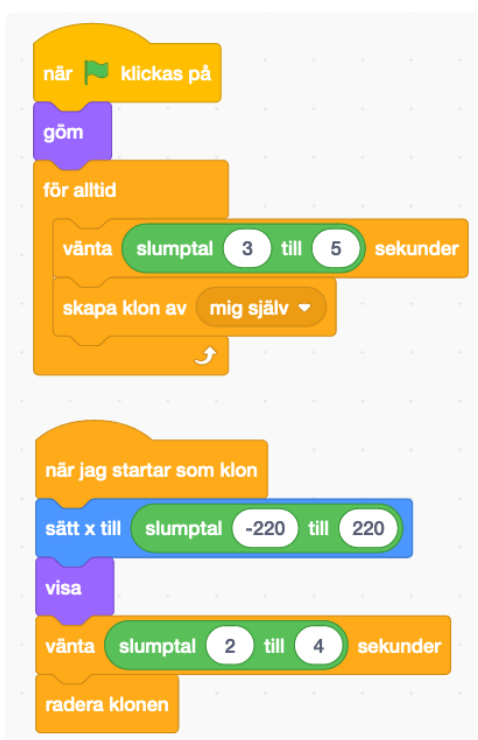 när klickas på
göm
för alltid
vänta slumptal 3 till 5 sekunder
skapa klon av mig själv
när jag startar som klon
sätt x till slumptal -220 till 220
visa
vänta slumptal 2 till 4 sekunder
radera klonen